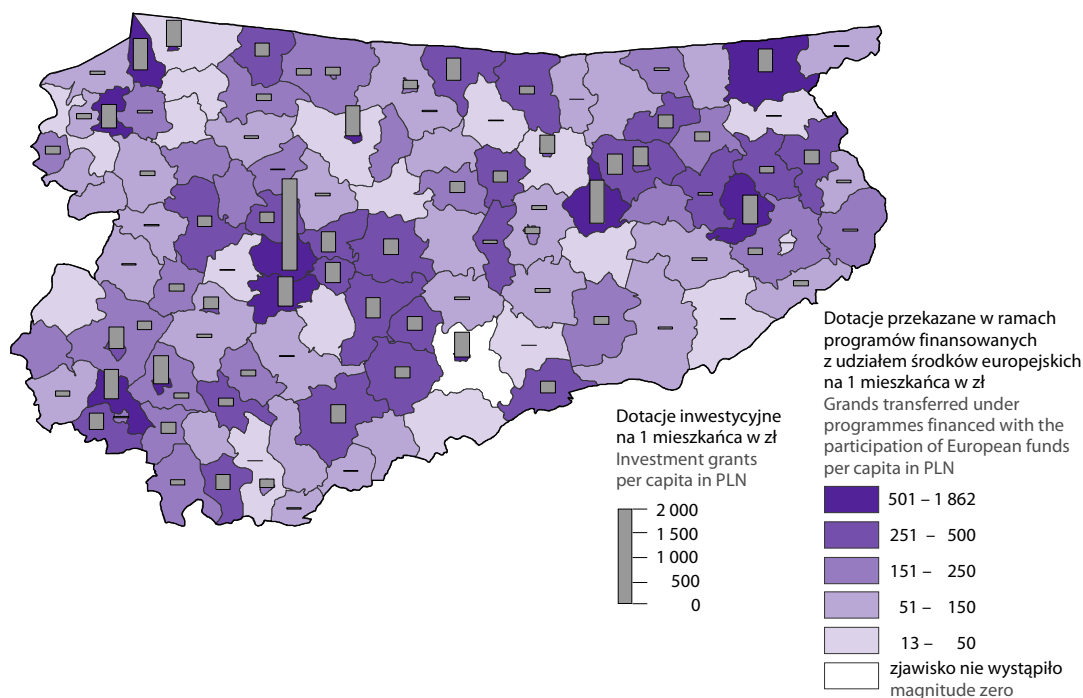 Dotacje inwestycyjne
na 1 mieszkańca w zł
Investment grants
per capita in PLN
2 000
1 500
1 000
500
0
Dotacje przekazane w ramach
programów finansowanych
z udziałem środków europejskich
na 1 mieszkańca w zł
Grands transferred under
programmes financed with the
participation of European funds
per capita in PLN
501 – 1 862
251 – 500
151 – 250
51 – 150
13 – 50
zjawisko nie wystąpiło
magnitude zero